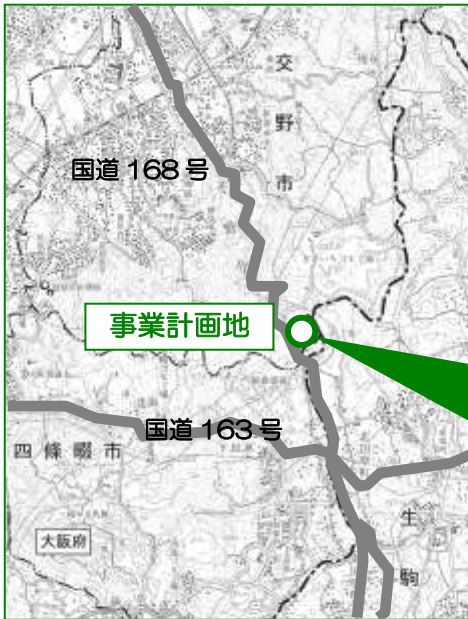 交野市
国道 168 号
事業計画地
国道 163 号
四條畷市
大阪府
生駒